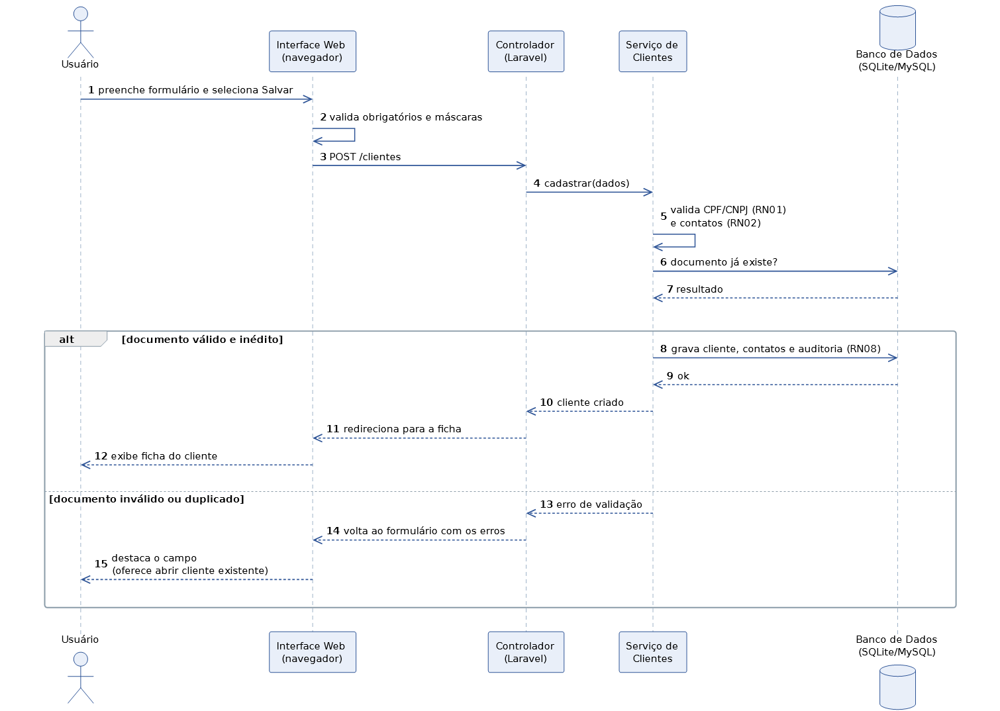 Usuário
Interface Web
(navegador)
Controlador
(Laravel)
Serviço de
Clientes
Banco de Dados
(SQLite/MySQL)
1 preenche formulário e seleciona Salvar
2 valida obrigatórios e máscaras
3 POST /clientes
4 cadastrar(dados)
5 valida CPF/CNPJ (RN01)
e contatos (RN02)
6 documento já existe?
7 resultado
alt [documento válido e inédito]
8 grava cliente, contatos e auditoria (RN08)
9 ok
10 cliente criado
11 redireciona para a ficha
12 exibe ficha do cliente
[documento inválido ou duplicado]
13 erro de validação
14 volta ao formulário com os erros
15 destaca o campo
(oferece abrir cliente existente)
Usuário
Interface Web
(navegador)
Controlador
(Laravel)
Serviço de
Clientes
Banco de Dados
(SQLite/MySQL)